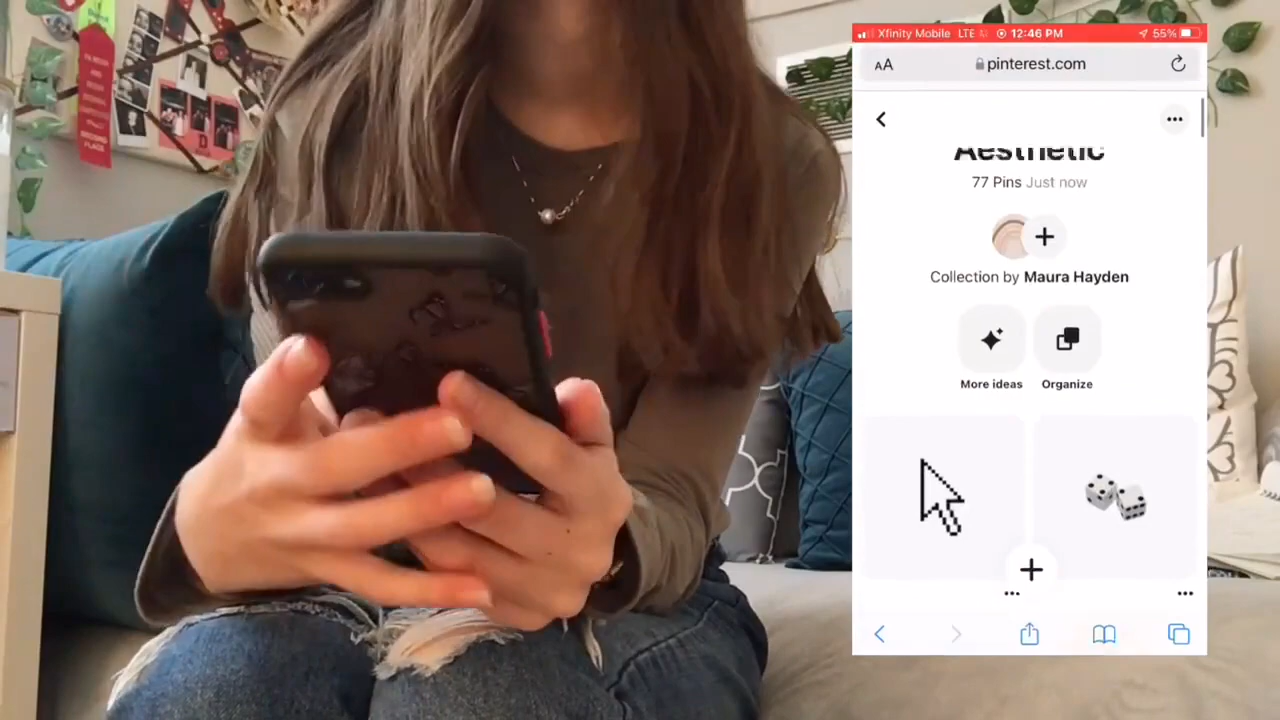 Xfinity Mobile LTE 12:46 PM 55%
AA pinterest.com
Aesthetic
77 Pins Just now
Collection by Maura Hayden
More ideas Organize